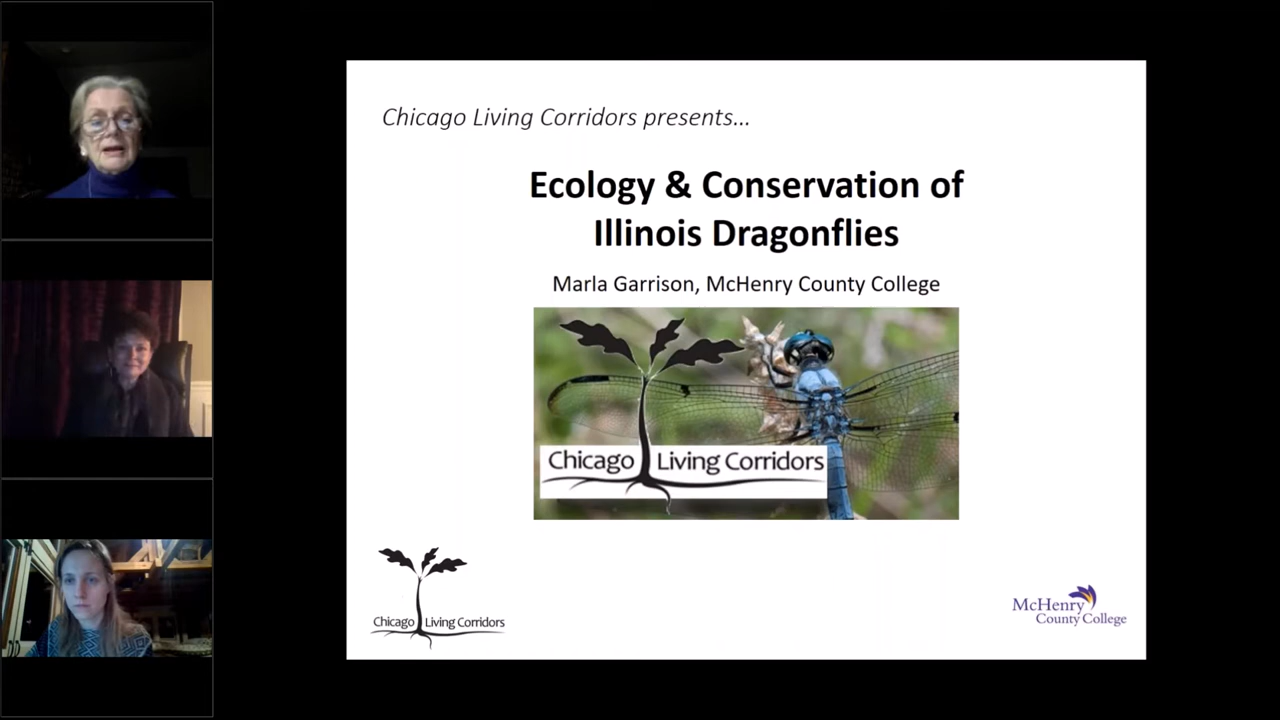 Chicago Living Corridors presents...
Ecology & Conservation of
Illinois Dragonflies
Marla Garrison, McHenry County College
Chicago Living Corridors
Chicago Living Corridors
McHenry
County College